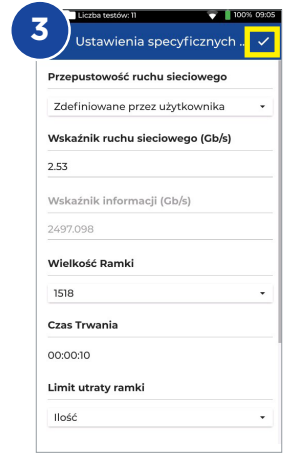 3
Liczba testów: 11
100% 09:05
Ustawienia specyficznych ..
Przepustowość ruchu sieciowego
Zdefiniowane przez użytkownika
Wskaźnik ruchu sieciowego (Gb/s)
2.53
Wskaźnik informacji (Gb/s)
2497.098
Wielkość Ramki
1518
Czas Trwania
00:00:10
Limit utraty ramki
Ilość